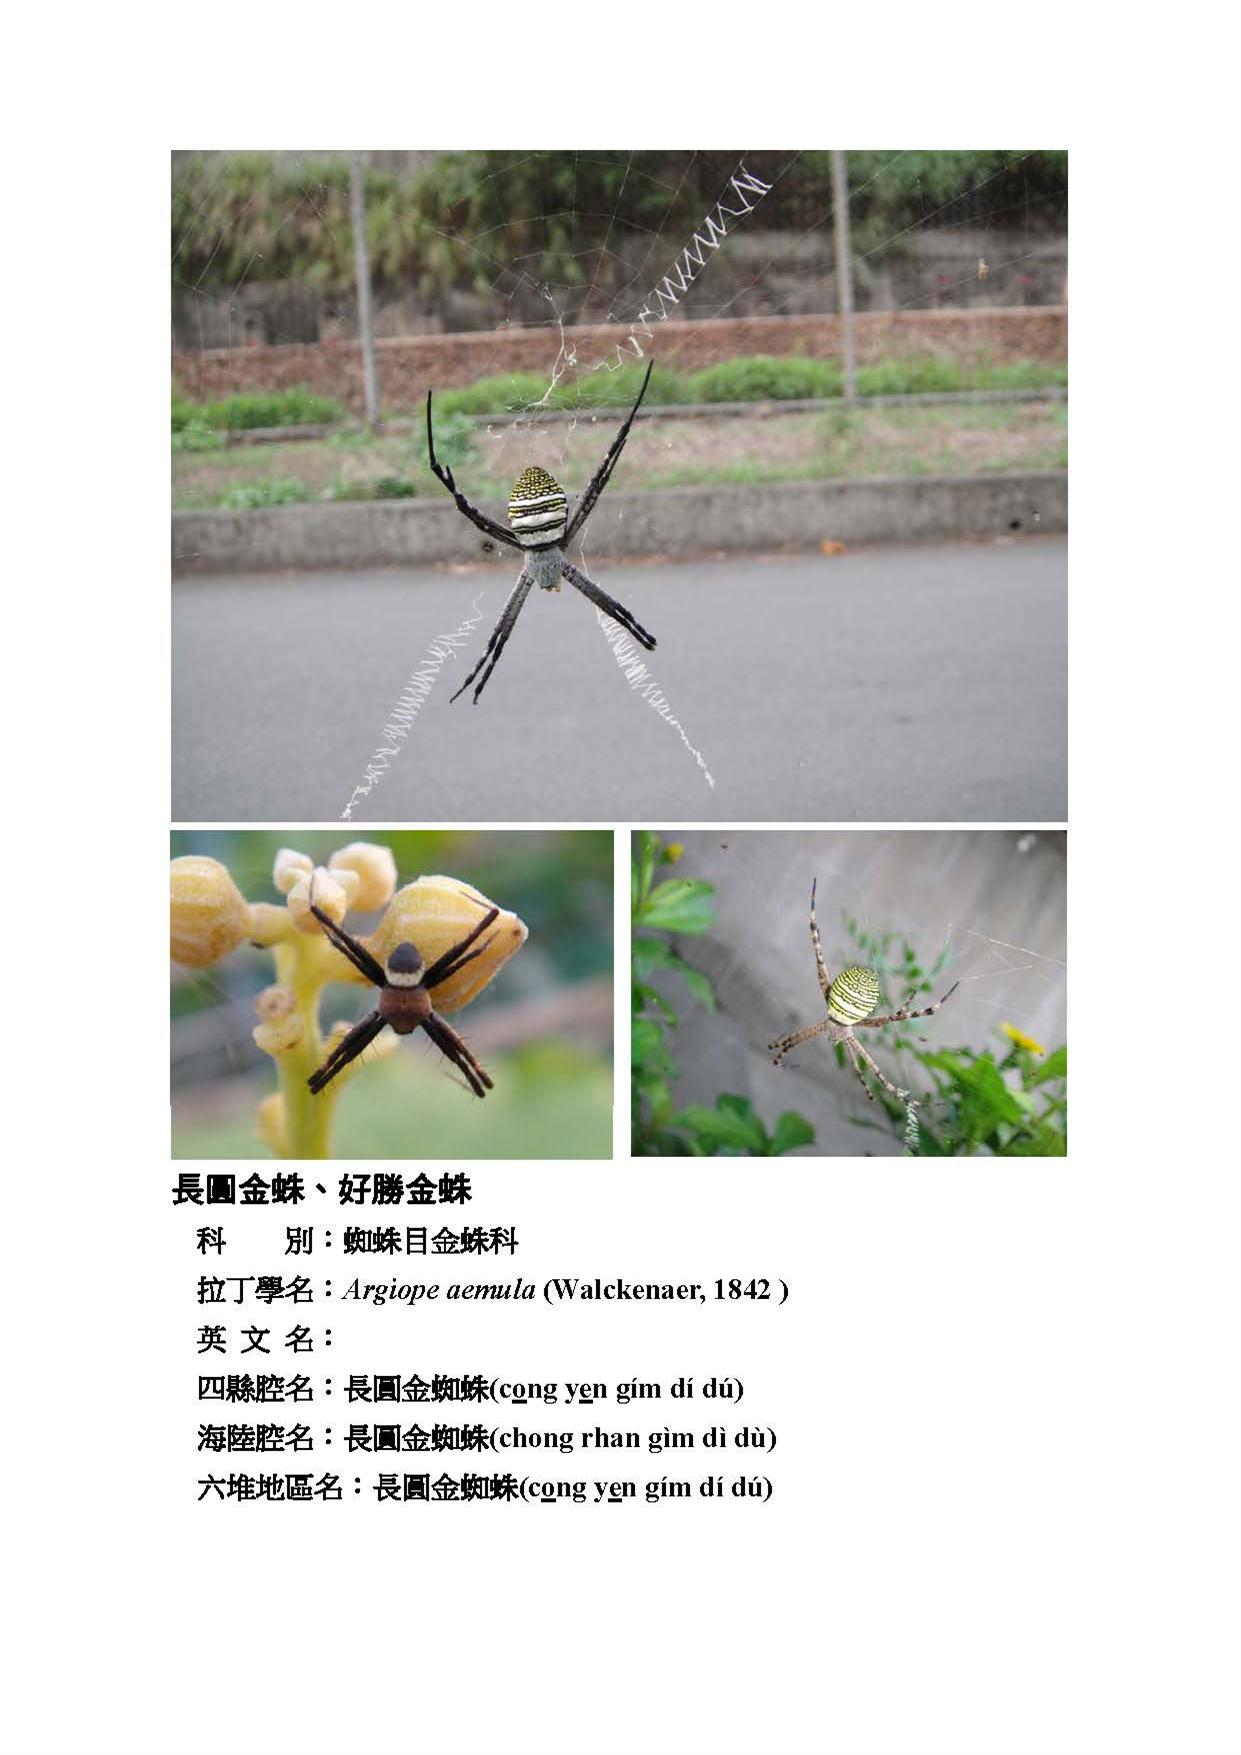 長圓金蛛、好勝金蛛
科　　別：蜘蛛目金蛛科
拉丁學名：Argiope aemula (Walckenaer, 1842 )
英 文 名：
四縣腔名：長圓金蜘蛛(cong yen gím dí dú)
海陸腔名：長圓金蜘蛛(chong rhan gìm dì dù)
六堆地區名：長圓金蜘蛛(cong yen gím dí dú)